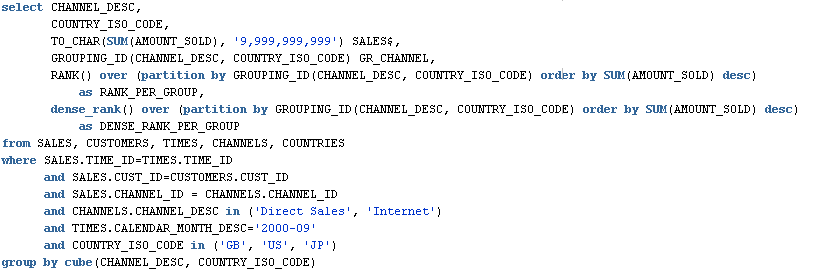 select CHANNEL_DESC,
COUNTRY_ISO_CODE,
TO_CHAR(SUM(AMOUNT_SOLD), '9,999,999,999') SALES$,
GROUPING_ID(CHANNEL_DESC, COUNTRY_ISO_CODE) GR_CHANNEL,
RANK() over (partition by GROUPING_ID(CHANNEL_DESC, COUNTRY_ISO_CODE) order by SUM(AMOUNT_SOLD) desc)
as RANK_PER_GROUP,
dense_rank() over (partition by GROUPING_ID(CHANNEL_DESC, COUNTRY_ISO_CODE) order by SUM(AMOUNT_SOLD) desc)
as DENSE_RANK_PER_GROUP
from SALES, CUSTOMERS, TIMES, CHANNELS, COUNTRIES
where SALES.TIME_ID=TIMES.TIME_ID
and SALES.CUST_ID=CUSTOMERS.CUST_ID
and SALES.CHANNEL_ID = CHANNELS.CHANNEL_ID
and CHANNELS.CHANNEL_DESC in ('Direct Sales', 'Internet')
and TIMES.CALENDAR_MONTH_DESC='2000-09'
and COUNTRY_ISO_CODE in ('GB', 'US', 'JP')
group by cube(CHANNEL_DESC, COUNTRY_ISO_CODE)